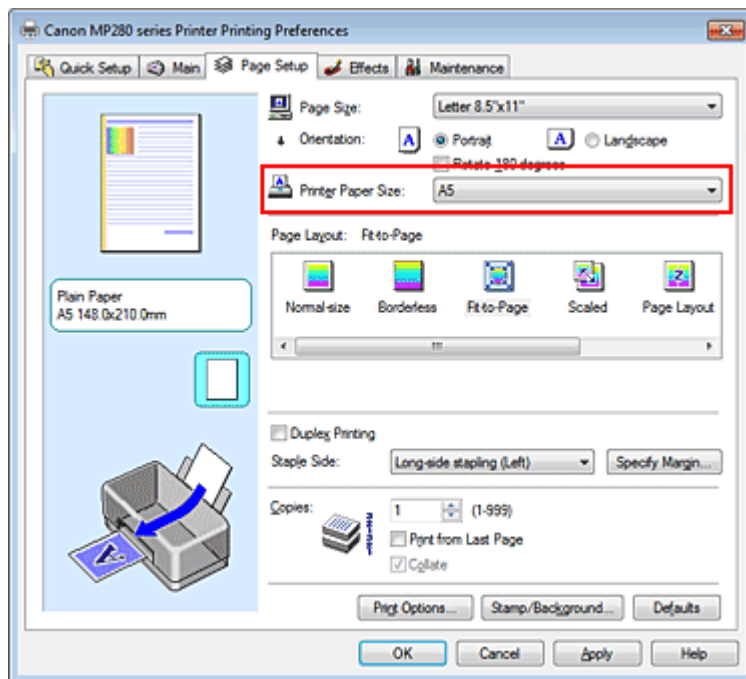 Canon MP280 series Printer Printing Preferences
Quick Setup Main Page Setup Effects Maintenance
Page Size: Letter 8.5"x11"
Orientation: A Portrait A Landscape
Rotate 180 degrees
Printer Paper Size: A5
Page Layout: Fit-to-Page
Normal-size Borderless Fit-to-Page Scaled Page Layout
Plain Paper
A5 148.0x210.0mm
Duplex Printing
Staple Side: Long-side stapling (Left) Specify Margin...
Copies: 1 (1-999)
Print from Last Page
Collate
Print Options... Stamp/Background... Defaults
OK Cancel Apply Help